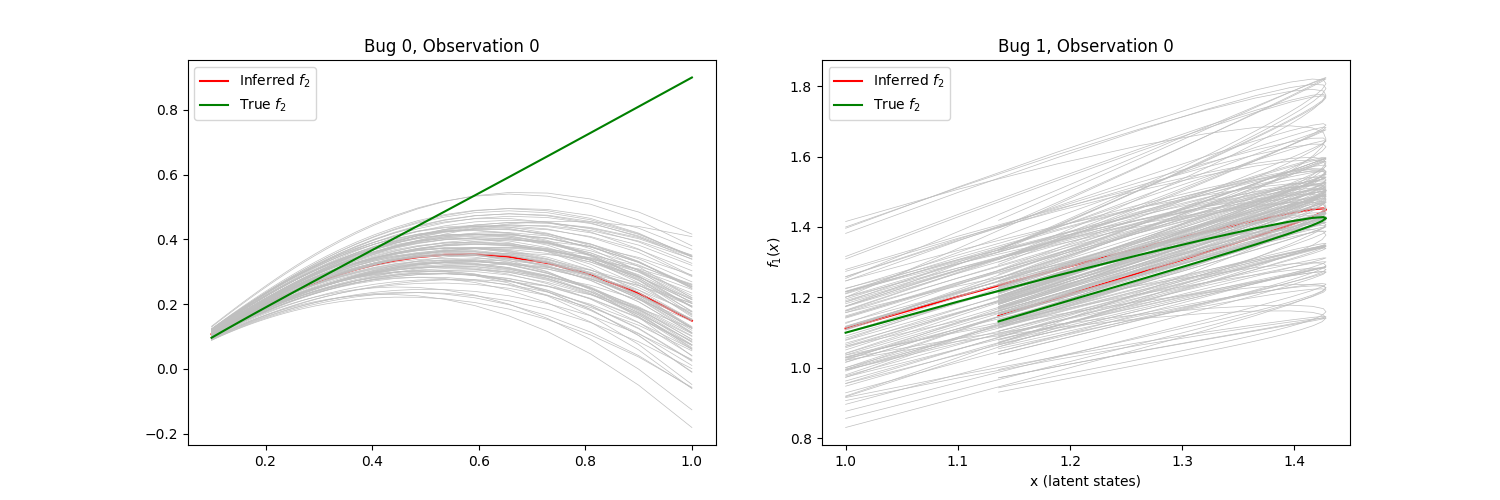 Bug 0, Observation 0
Inferred f₂
True f₂
0.8
0.6
0.4
0.2
0.0
−0.2
0.2
0.4
0.6
0.8
1.0
Bug 1, Observation 0
Inferred f₂
True f₂
1.8
1.6
1.4
1.2
1.0
0.8
f₁(x)
1.0
1.1
1.2
1.3
1.4
x (latent states)